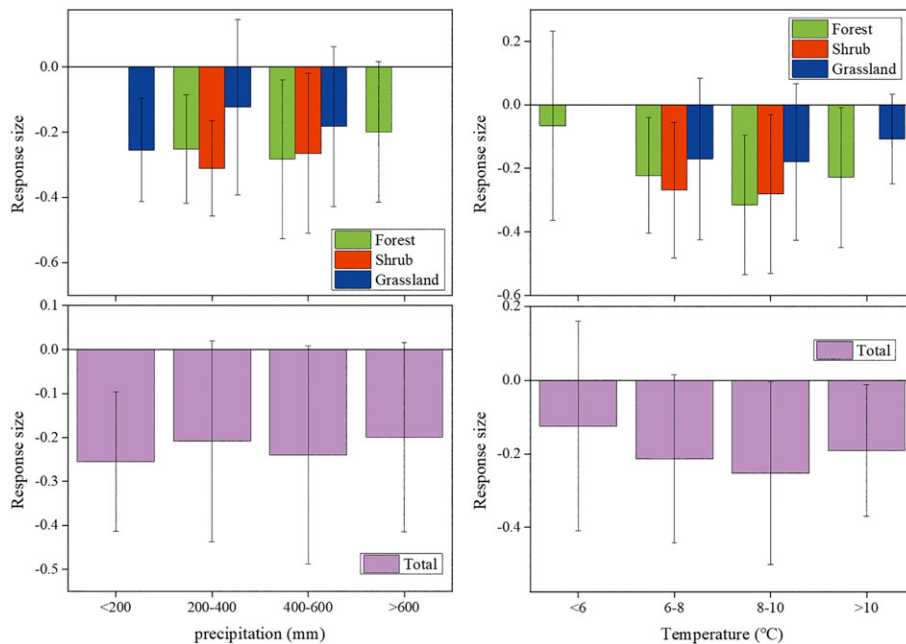 0.0
-0.2
-0.4
-0.6
Response size
Forest
Shrub
Grassland
0.2
0.0
-0.2
-0.4
-0.6
Response size
Forest
Shrub
Grassland
0.1
0.0
-0.1
-0.2
-0.3
-0.4
-0.5
Response size
Total
<200
200-400
400-600
>600
precipitation (mm)
0.2
0.0
-0.2
-0.4
Response size
Total
<6
6-8
8-10
>10
Temperature (℃)